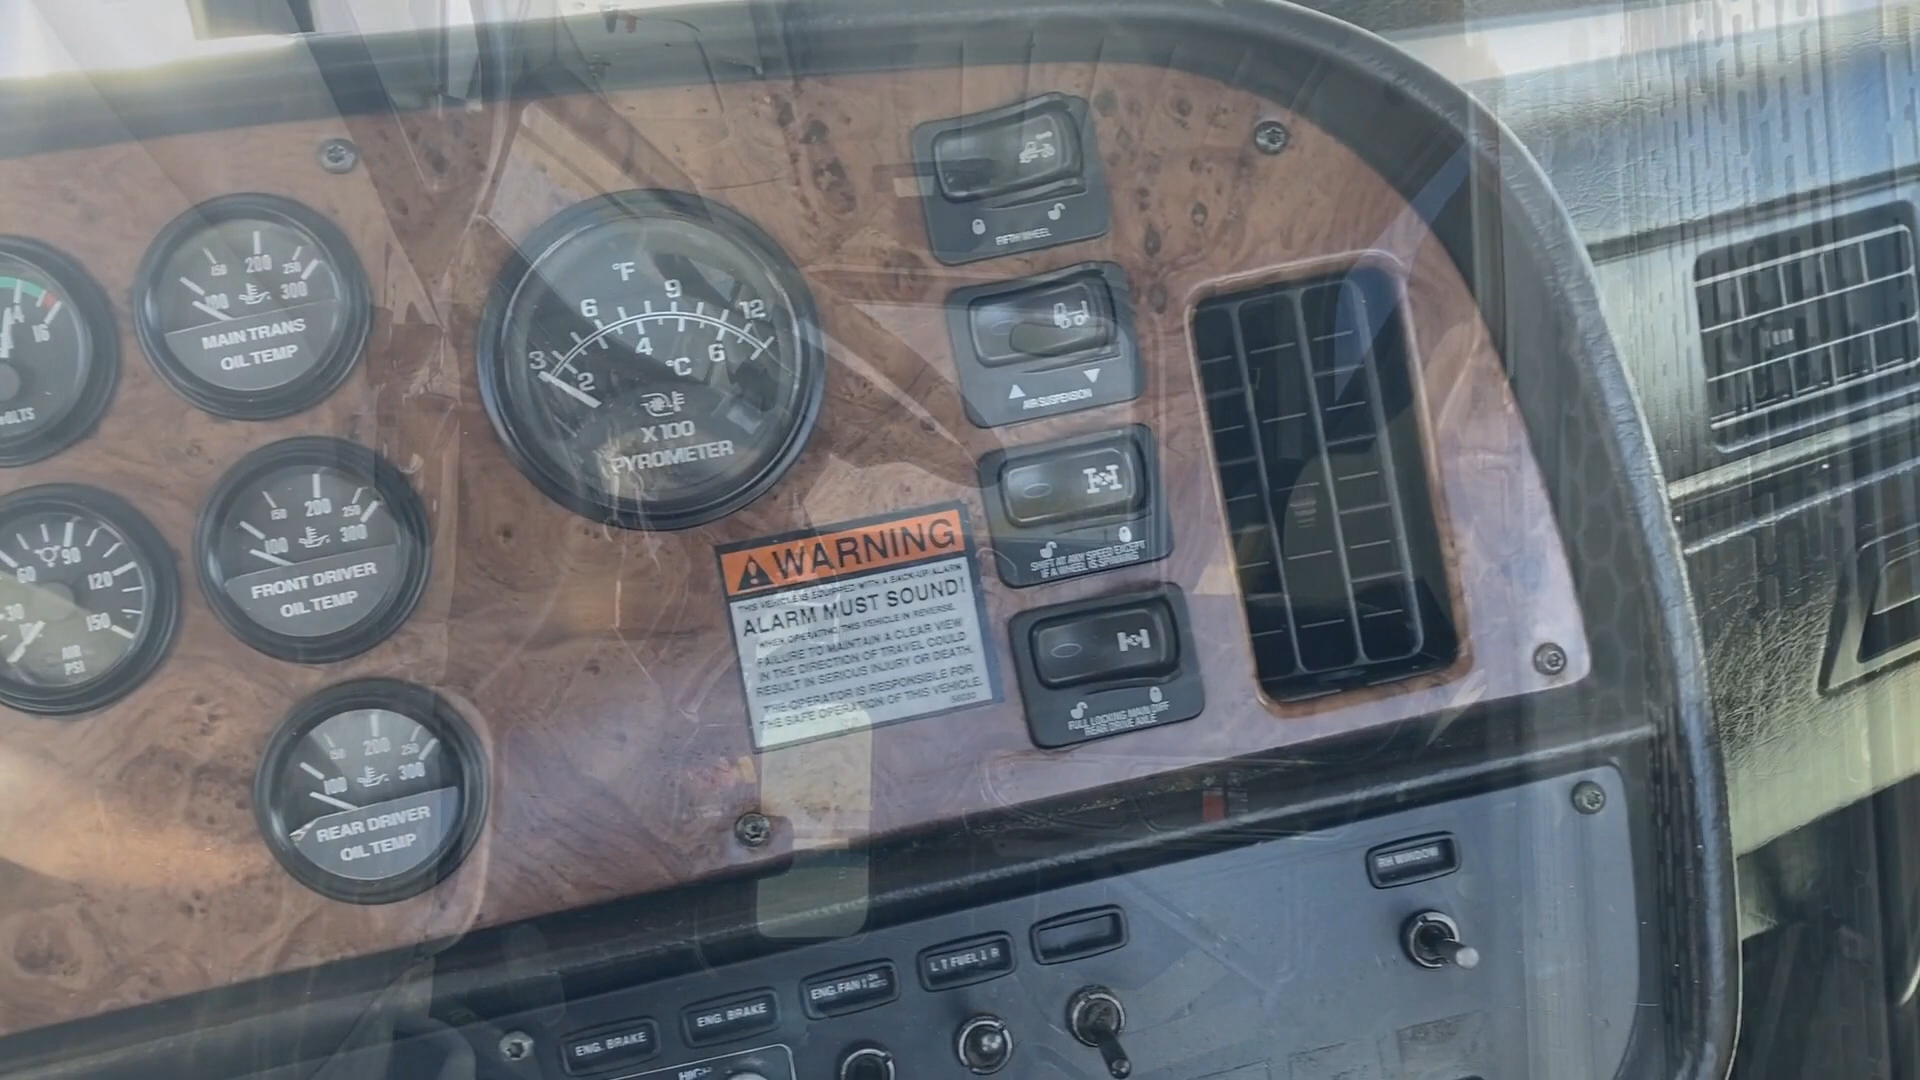 14
16
VOLTS
150
200
250
100
300
MAIN TRANS
OIL TEMP
°F
3
6
9
12
2
4
6
°C
X100
PYROMETER
FIFTH WHEEL
AIR SUSPENSION
SHIFT AT ANY SPEED EXCEPT
IF A WHEEL IS SPINNING
FULL LOCKING MAIN DIFF
REAR DRIVE AXLE
30
60
90
120
150
AIR
PSI
150
200
250
100
300
FRONT DRIVER
OIL TEMP
150
200
250
100
300
REAR DRIVER
OIL TEMP
WARNING
THIS VEHICLE IS EQUIPPED WITH A BACK-UP ALARM
ALARM MUST SOUND!
WHEN OPERATING THIS VEHICLE IN REVERSE.
FAILURE TO MAINTAIN A CLEAR VIEW
IN THE DIRECTION OF TRAVEL COULD
RESULT IN SERIOUS INJURY OR DEATH.
THE OPERATOR IS RESPONSIBLE FOR
THE SAFE OPERATION OF THIS VEHICLE.
RH WINDOW
L T FUEL I R
ENG. FAN
ENG. BRAKE
ENG. BRAKE
HIGH